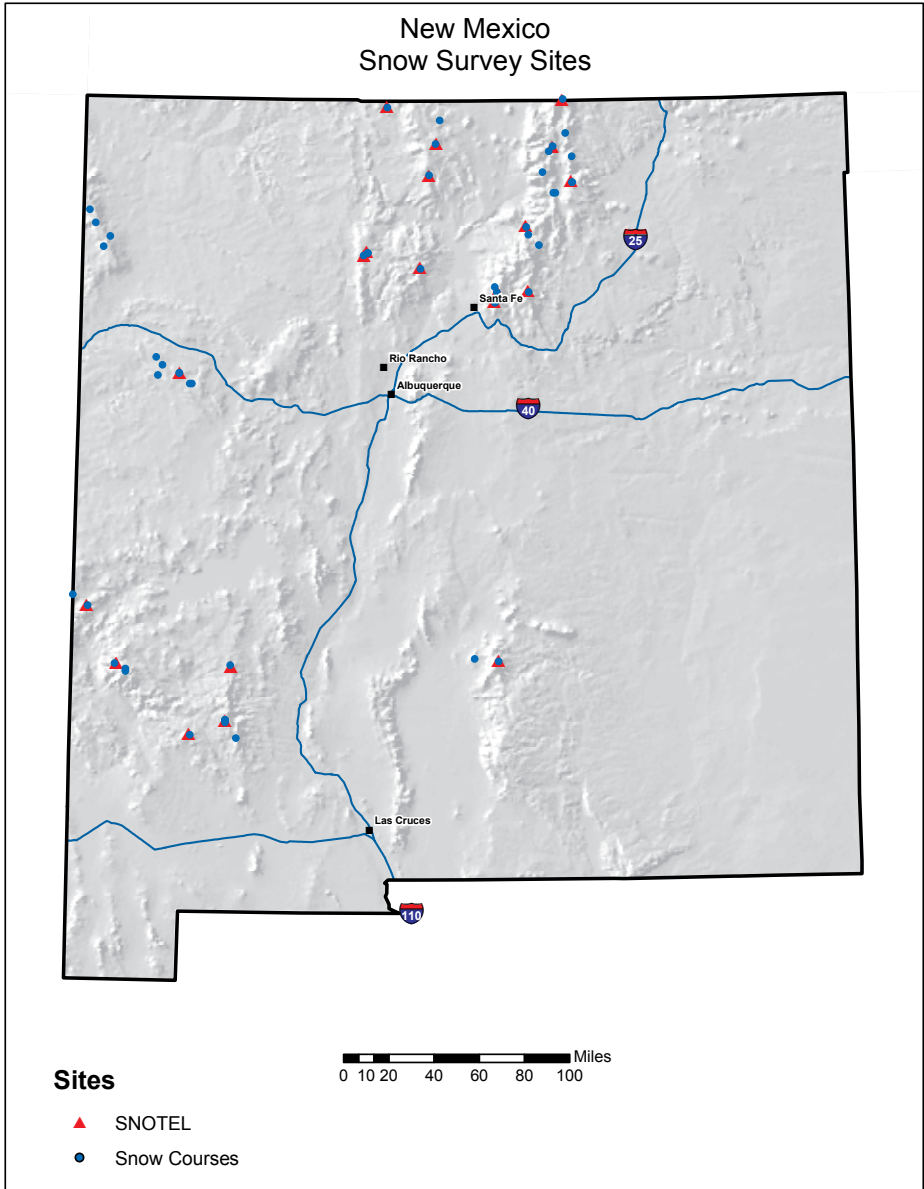 New Mexico
Snow Survey Sites
25
Santa Fe
Rio Rancho
Albuquerque
40
Las Cruces
110
Miles
0 10 20 40 60 80 100
Sites
SNOTEL
Snow Courses